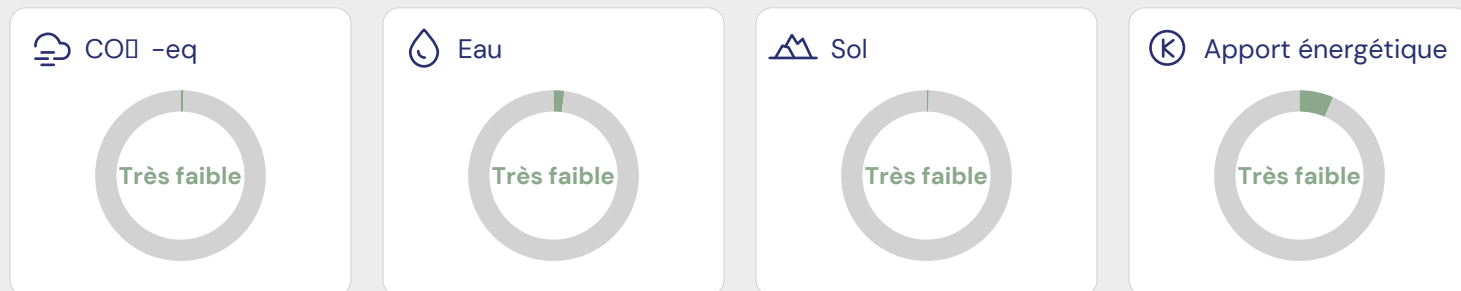 CO▯ -eq
Eau
Sol
Apport énergétique
Très faible
Très faible
Très faible
Très faible